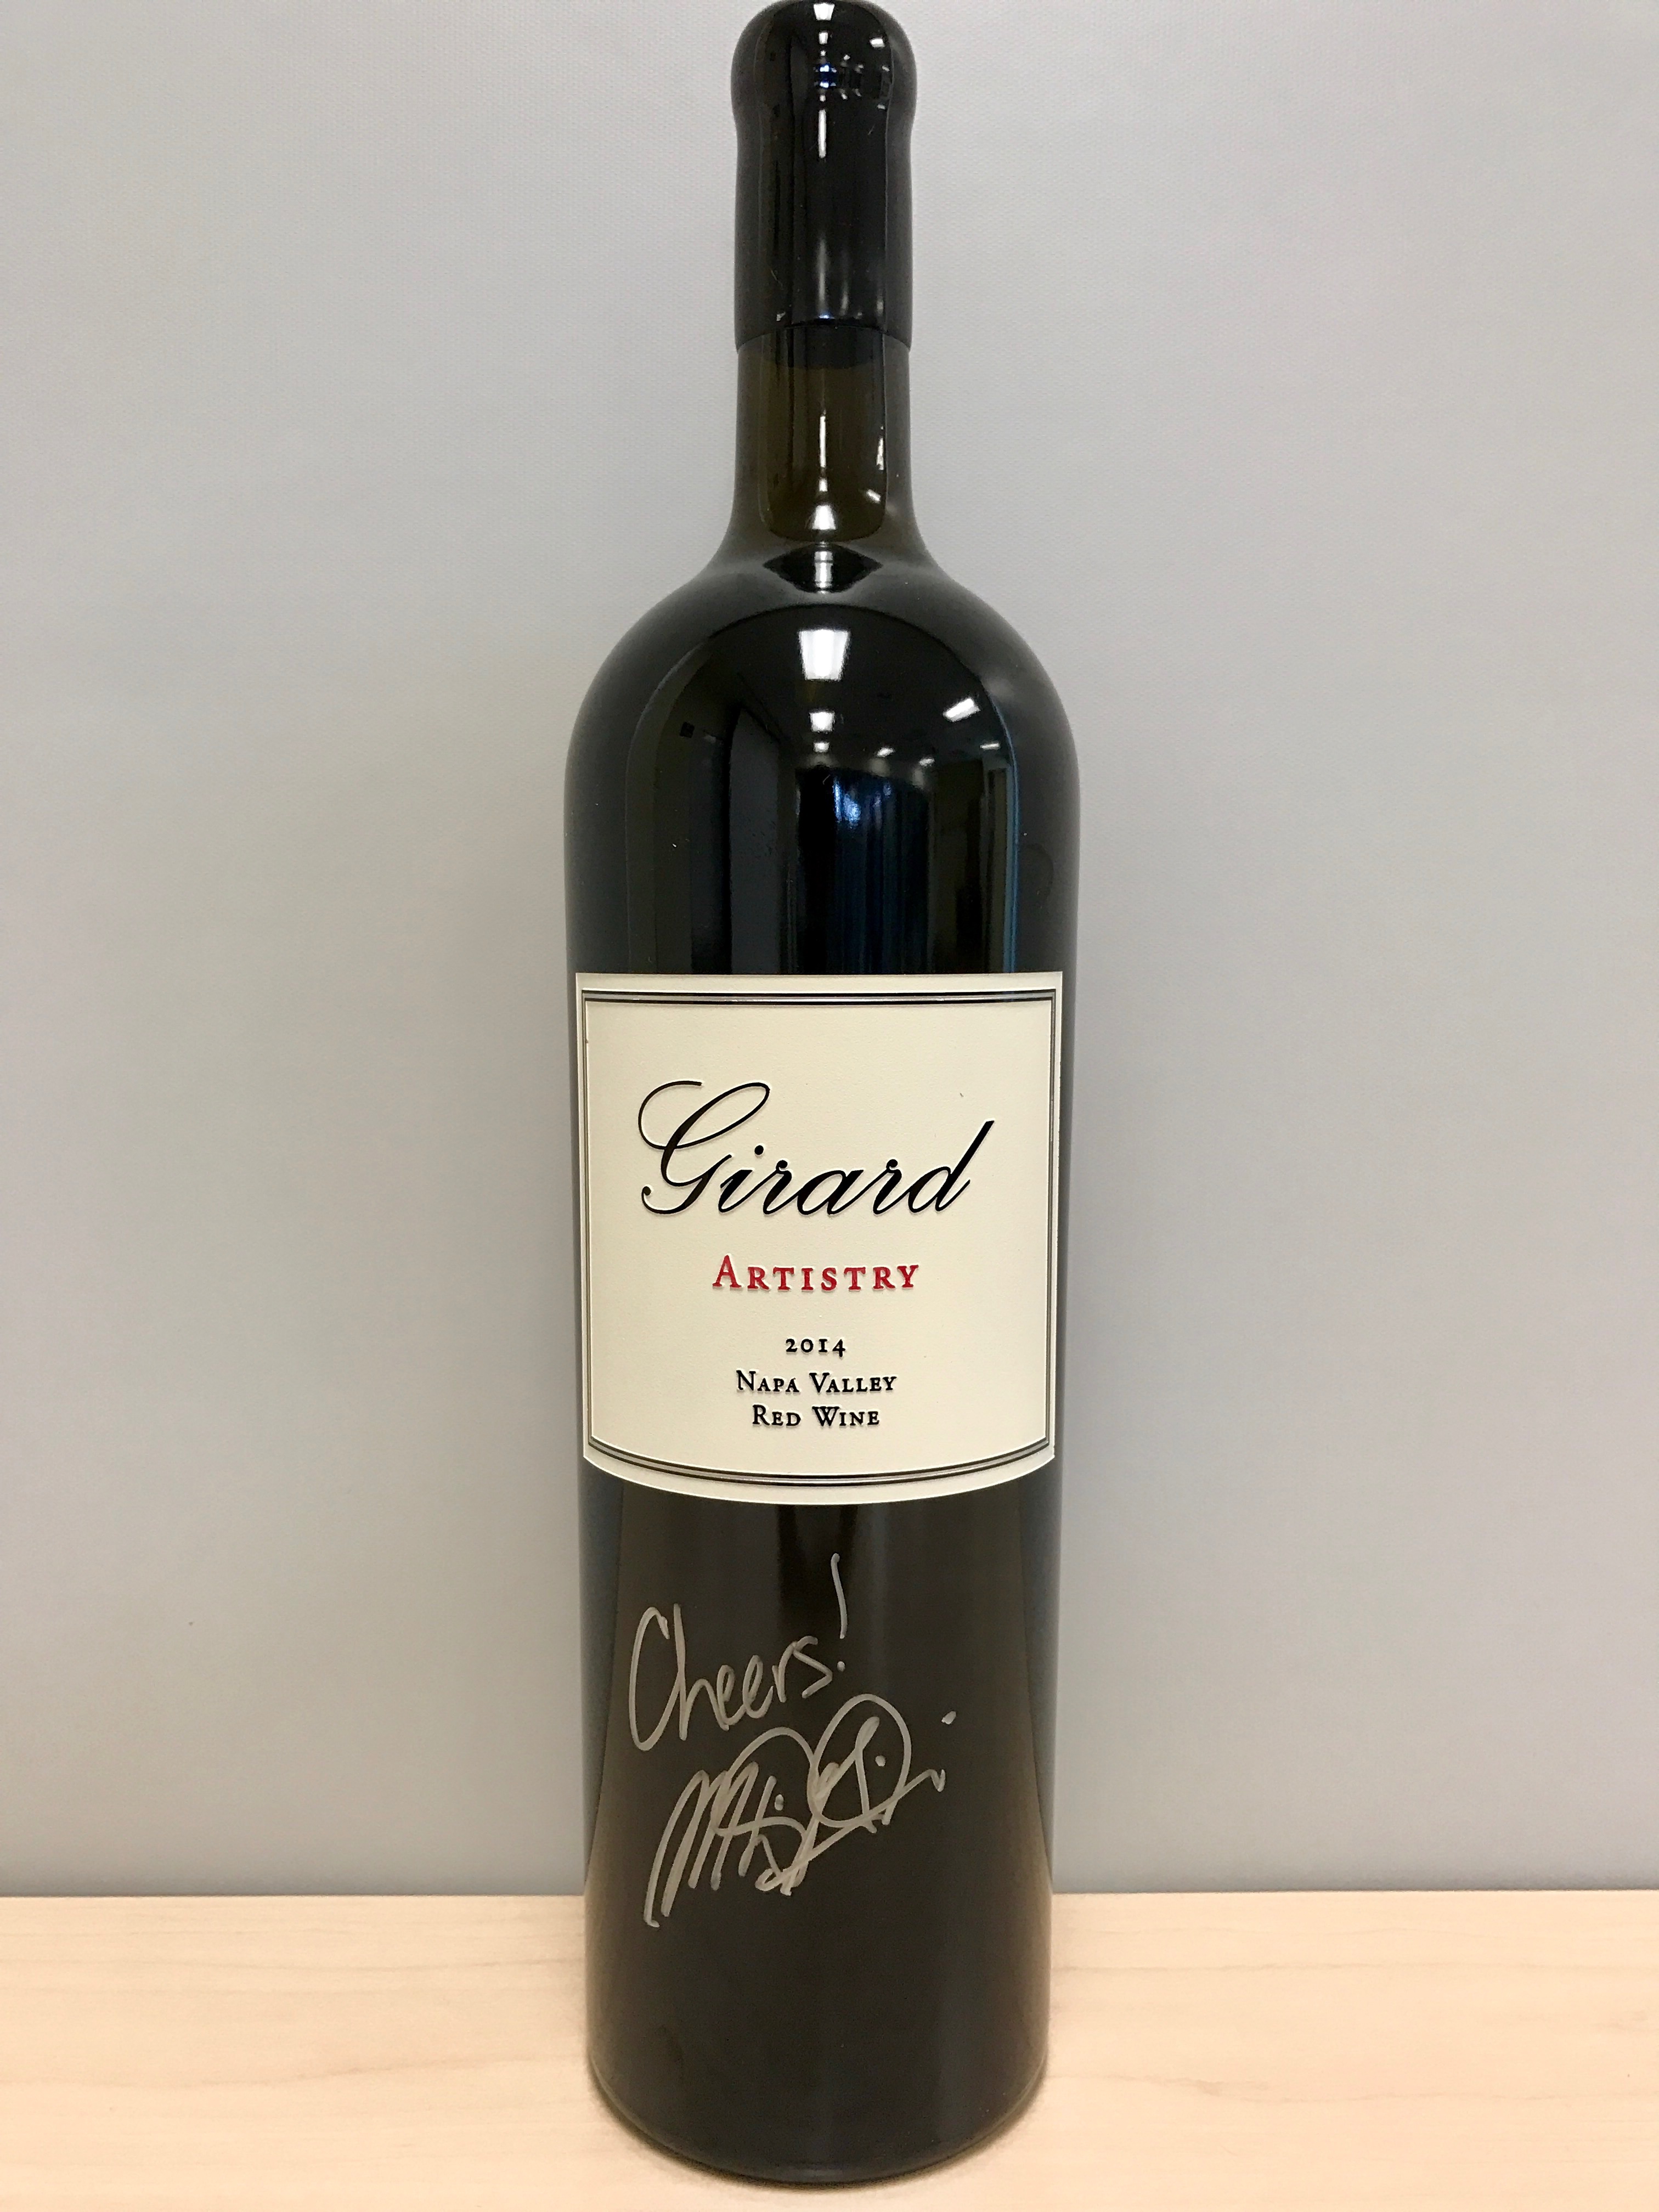 Girard
ARTISTRY
2014
NAPA VALLEY
RED WINE
Cheers!